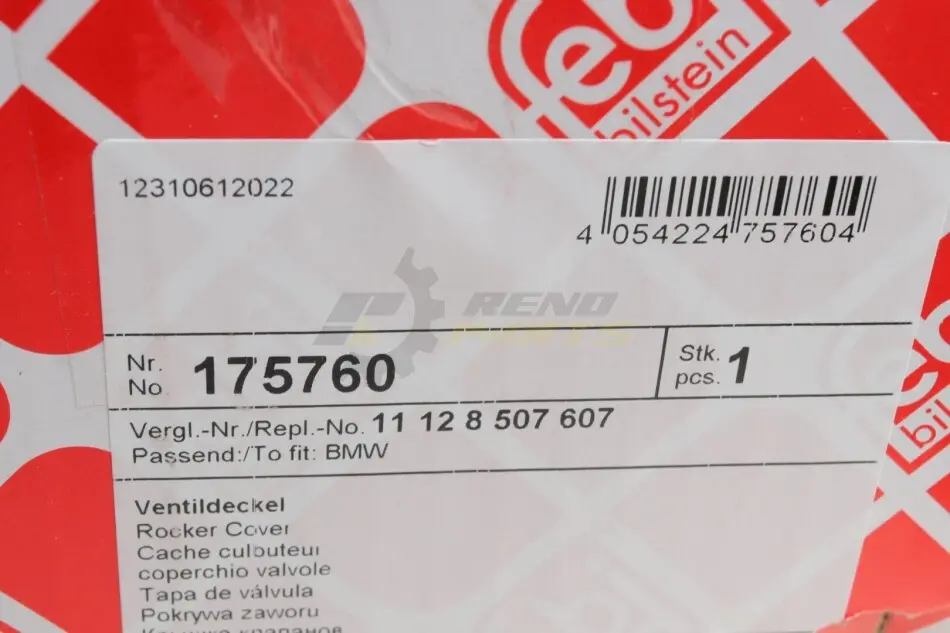 feb
bilstein
12310612022
4 054224 757604
RENO
PARTS
Nr.
No
175760
Stk.
pcs.
1
Vergl.-Nr./Repl.-No. 11 12 8 507 607
Passend:/To fit: BMW
Ventildeckel
Rocker Cover
Cache culbuteur
coperchio valvole
Tapa de válvula
Pokrywa zaworu
bil